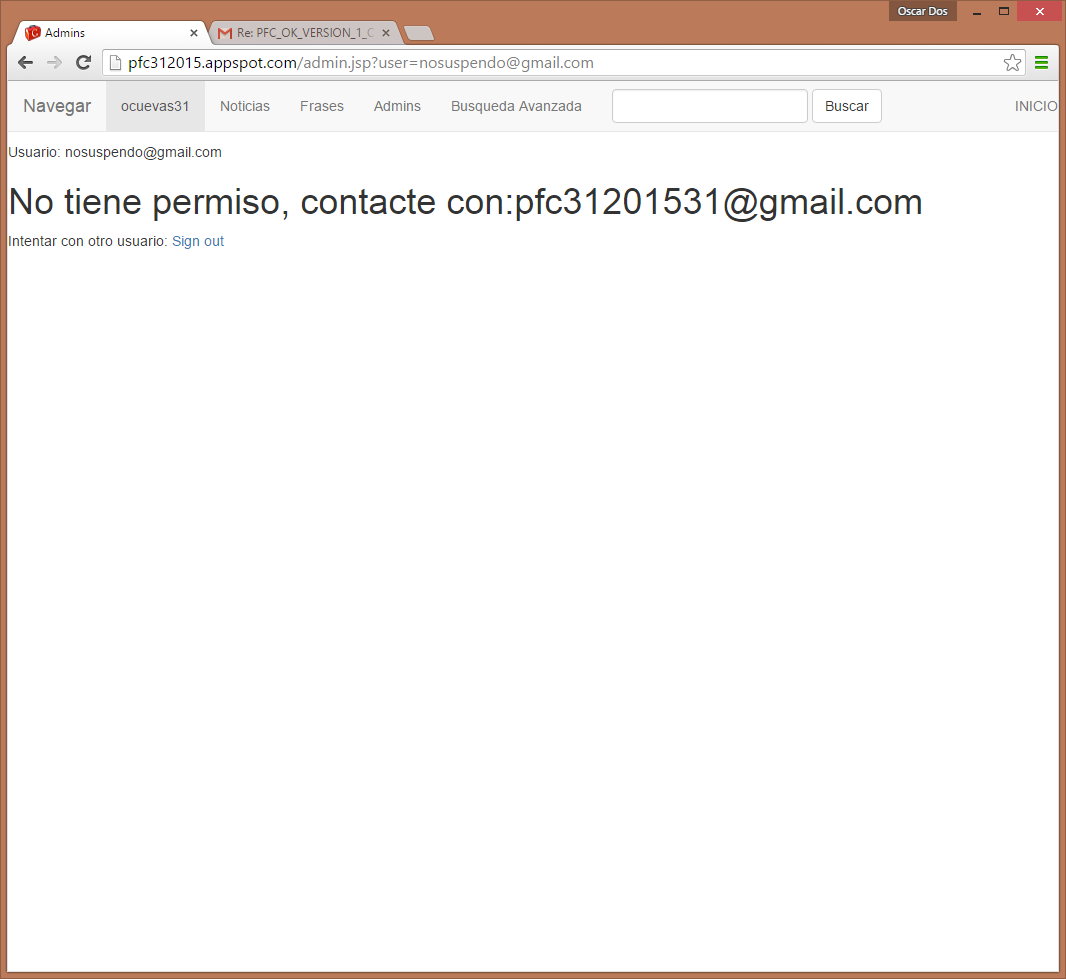 Oscar Dos
Admins
Re: PFC_OK_VERSION_1_
pfc312015.appspot.com/admin.jsp?user=nosuspendo@gmail.com
Navegar ocuevas31 Noticias Frases Admins Busqueda Avanzada Buscar INICIO
Usuario: nosuspendo@gmail.com
No tiene permiso, contacte con:pfc31201531@gmail.com
Intentar con otro usuario: Sign out